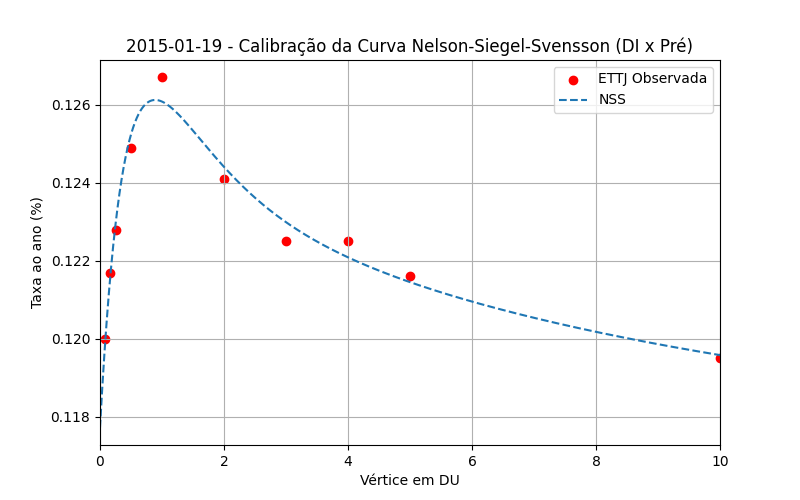 2015-01-19 - Calibração da Curva Nelson-Siegel-Svensson (DI x Pré)
ETTJ Observada
NSS
Taxa ao ano (%)
0.126
0.124
0.122
0.120
0.118
0 2 4 6 8 10
Vértice em DU